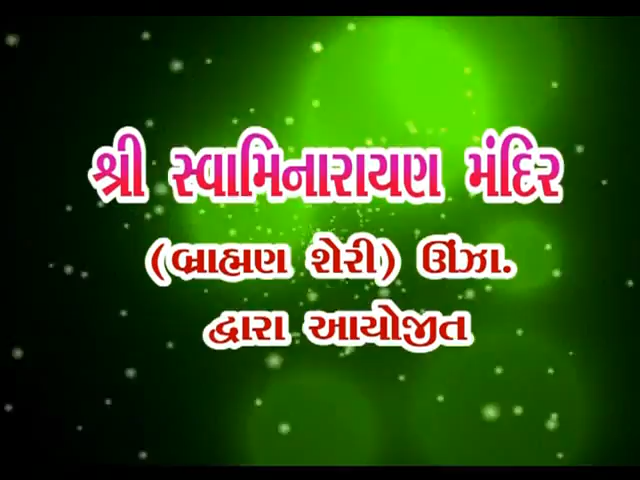 શ્રી સ્વામિનારાયણ મંદિર
(બ્રાહ્મણ શેરી) ઊંઝા.
દ્વારા આયોજીત